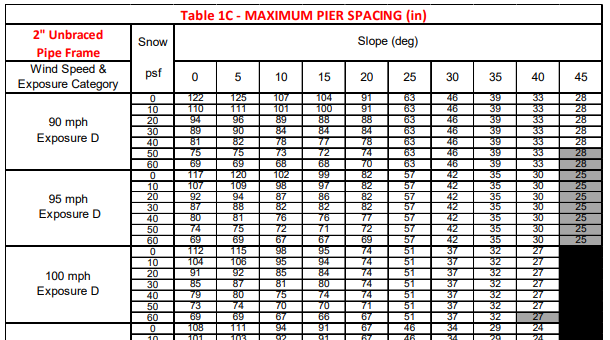 Table 1C - MAXIMUM PIER SPACING (in)
2" Unbraced Pipe Frame Snow Slope (deg)
Wind Speed & Exposure Category psf 0 5 10 15 20 25 30 35 40 45
90 mph Exposure D
0 122 125 107 104 91 63 46 39 33 28
10 110 111 101 100 91 63 46 39 33 28
20 94 96 89 88 88 63 46 39 33 28
30 89 90 84 84 84 63 46 39 33 28
40 81 82 78 77 78 63 46 39 33 28
50 75 75 73 72 74 63 46 39 33 28
60 69 69 68 68 70 63 46 39 33 28
95 mph Exposure D
0 117 120 102 99 82 57 42 35 30 25
10 107 109 98 97 82 57 42 35 30 25
20 92 94 87 86 82 57 42 35 30 25
30 87 88 82 82 82 57 42 35 30 25
40 80 81 76 76 77 57 42 35 30 25
50 74 75 72 71 72 57 42 35 30 25
60 69 69 67 67 69 57 42 35 30 25
100 mph Exposure D
0 112 115 98 95 74 51 37 32 27
10 104 106 95 94 74 51 37 32 27
20 91 92 85 84 74 51 37 32 27
30 85 87 81 80 74 51 37 32 27
40 79 80 75 74 74 51 37 32 27
50 73 74 70 70 71 51 37 32 27
60 69 69 67 66 67 51 37 32 27
0 108 111 94 91 67 46 34 29 24